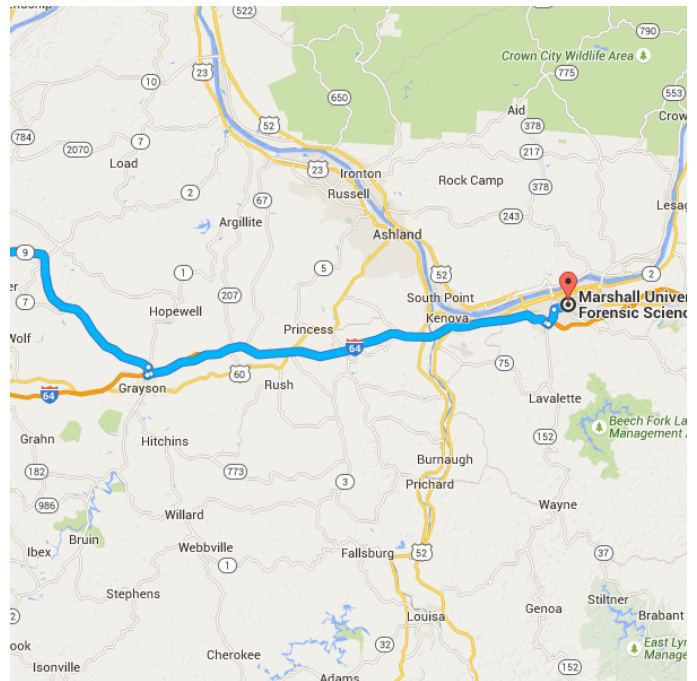 522
790
Crown City Wildlife Area
23
775
10
650
553
52
Aid
378
784
7
2070
Load
23
Ironton
217
Russell
Rock Camp
378
2
67
Argillite
243
Ashland
9
5
52
2
1
South Point
Marshall Univer
Forensic Scienc
7
Hopewell
207
Kenova
Princess
64
75
60
Grayson
Rush
64
Lavalette
Beech Fork La
Management A
Grahn
Hitchins
152
182
773
Burnaugh
3
Prichard
986
Willard
Wayne
Bruin
Webbville
37
Ibex
Fallsburg
52
1
Stephens
Stiltner
Genoa
Brabant
2
Louisa
32
East Lyn
Manage
Cherokee
152
Isonville
Adams